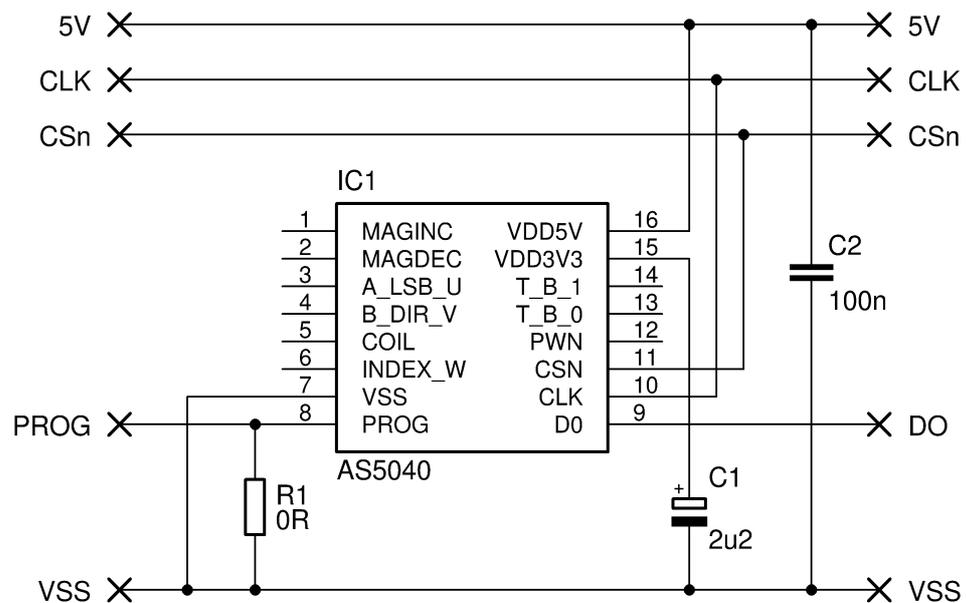 5V 5V
CLK CLK
CSn CSn
IC1
1 MAGINC VDD5V 16
2 MAGDEC VDD3V3 15
3 A_LSB_U T_B_1 14
4 B_DIR_V T_B_0 13
5 COIL PWN 12
6 INDEX_W CSN 11
7 VSS CLK 10
PROG 8 PROG D0 9 DO
AS5040
C2
100n
R1
0R
+ C1
2u2
VSS VSS